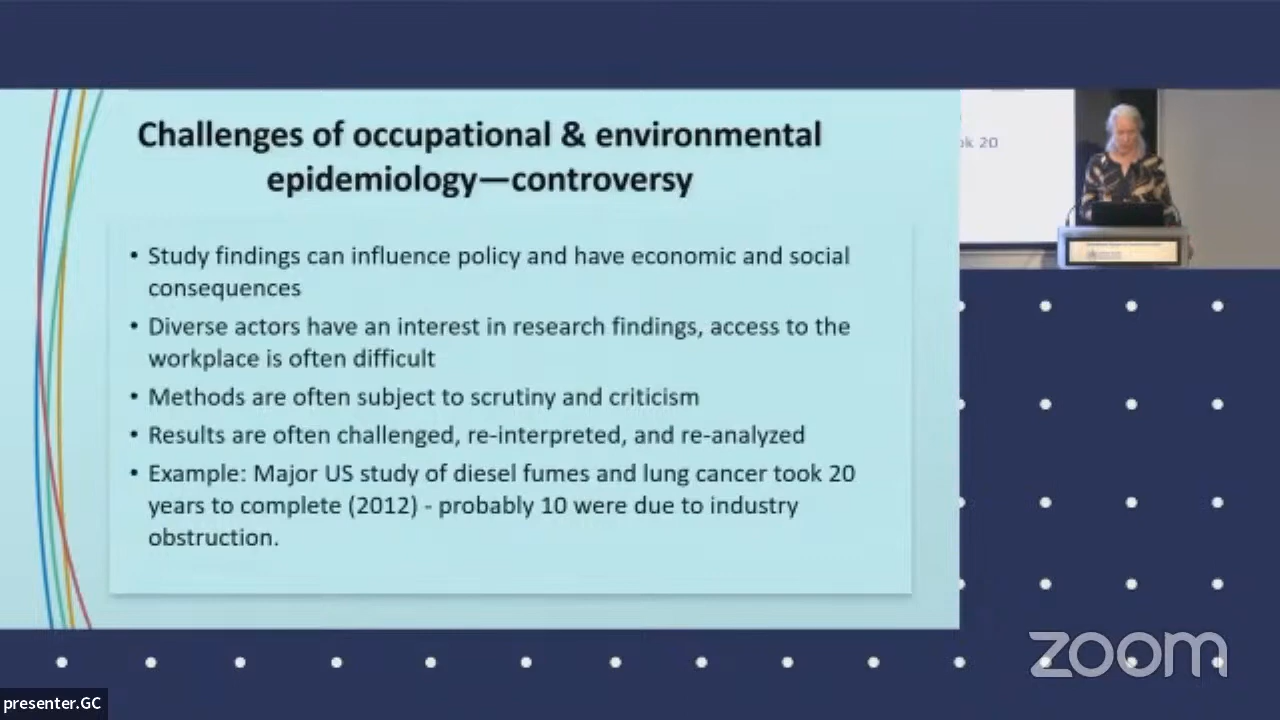 Challenges of occupational & environmental
epidemiology—controversy
• Study findings can influence policy and have economic and social
consequences
• Diverse actors have an interest in research findings, access to the
workplace is often difficult
• Methods are often subject to scrutiny and criticism
• Results are often challenged, re-interpreted, and re-analyzed
• Example: Major US study of diesel fumes and lung cancer took 20
years to complete (2012) - probably 10 were due to industry
obstruction.
ok 20
zoom
presenter.GC